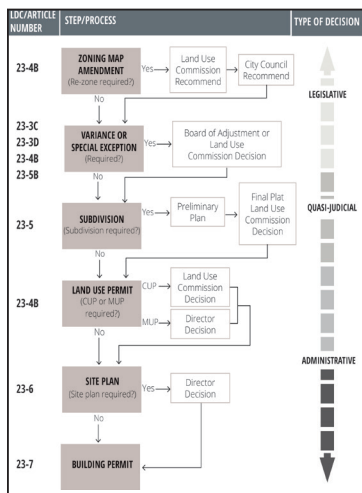 LDC/ARTICLE
NUMBER
STEP/PROCESS
TYPE OF DECISION
23-4B
ZONING MAP
AMENDMENT
(Re-zone required?)
Yes
Land Use
Commission
Recommend
City Council
Recommend
LEGISLATIVE
No
23-3C
23-3D
23-4B
23-5B
VARIANCE OR
SPECIAL EXCEPTION
(Required?)
Yes
Board of Adjustment or
Land Use
Commission Decision
No
QUASI-JUDICIAL
23-5
SUBDIVISION
(Subdivision required?)
Yes
Preliminary
Plan
Final Plat
Land Use
Commission
Decision
No
23-4B
LAND USE PERMIT
(CUP or MUP
required?)
CUP
Land Use
Commission
Decision
MUP
Director
Decision
No
ADMINISTRATIVE
23-6
SITE PLAN
(Site plan required?)
Yes
Director
Decision
No
23-7
BUILDING PERMIT